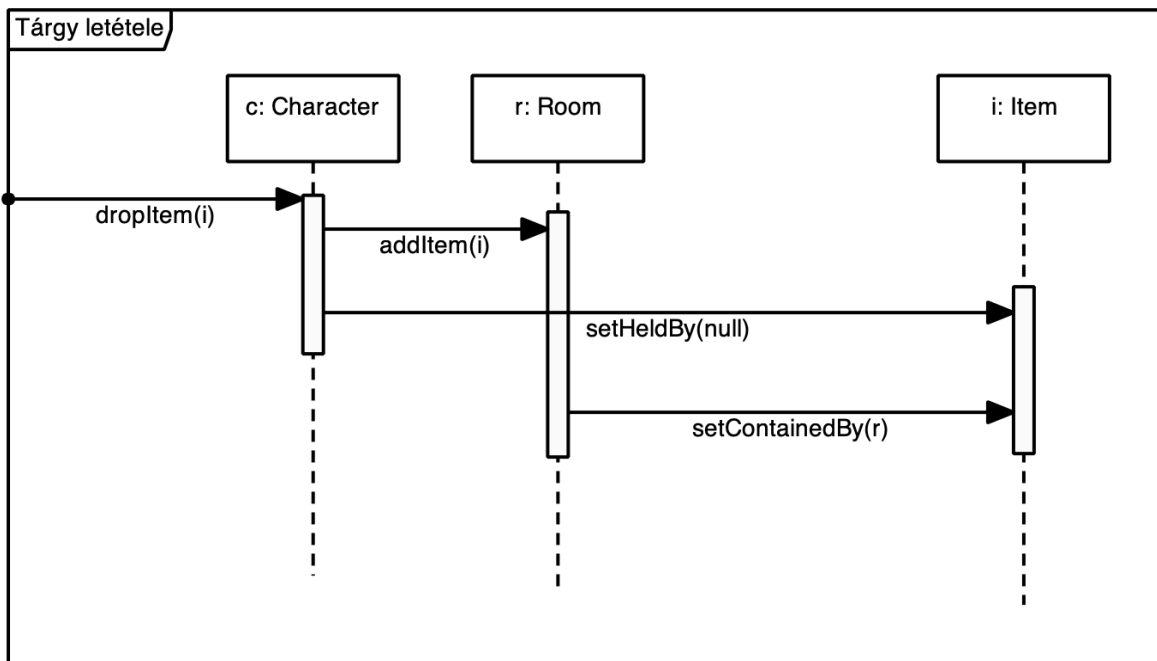 Tárgy letétele
c: Character
r: Room
i: Item
dropItem(i)
addItem(i)
setHeldBy(null)
setContainedBy(r)